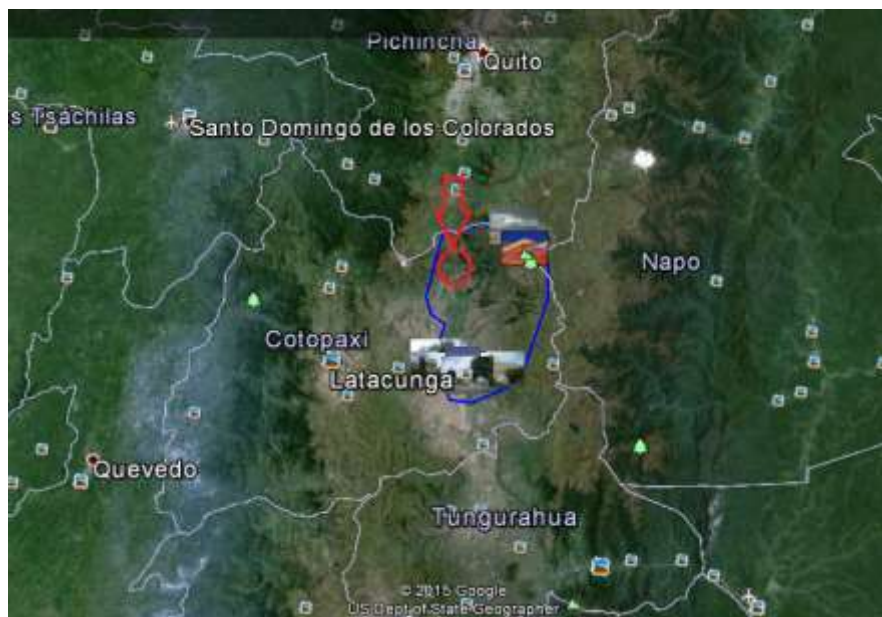 Pichincha
Quito
s Tsáchilas
Santo Domingo de los Colorados
Napo
Cotopaxi
Latacunga
Quevedo
Tungurahua
© 2015 Google
US Dept of State Geographer